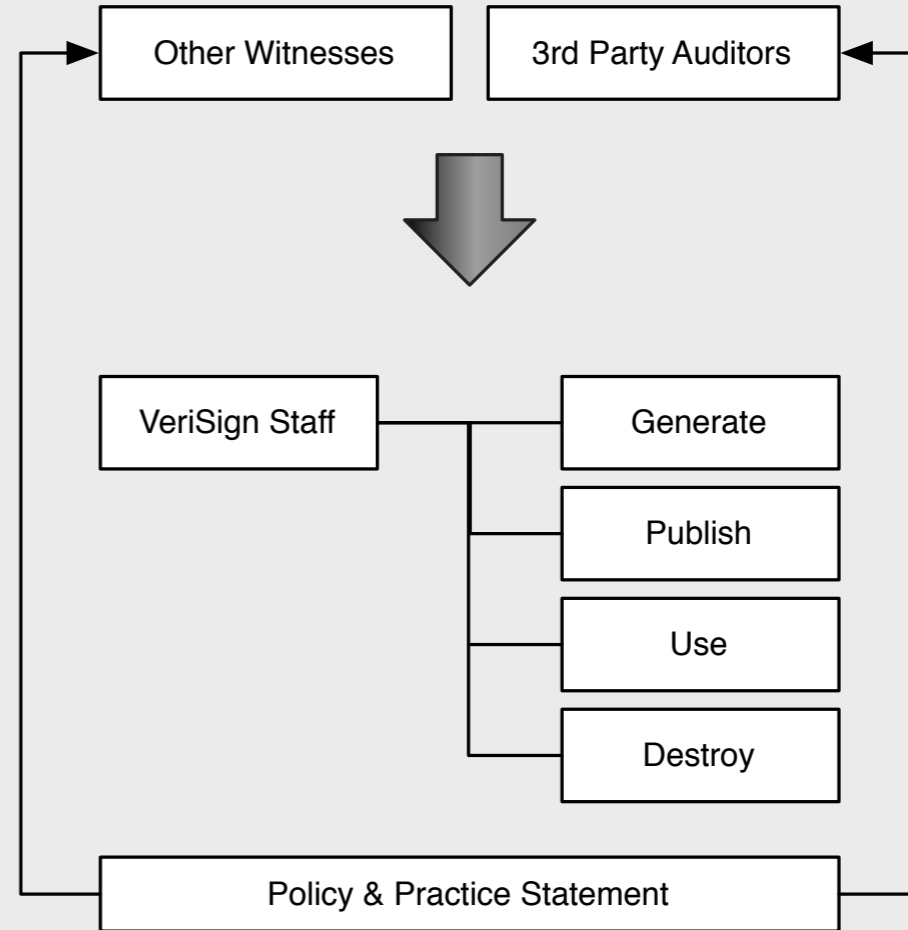 Other Witnesses
3rd Party Auditors
VeriSign Staff
Generate
Publish
Use
Destroy
Policy & Practice Statement